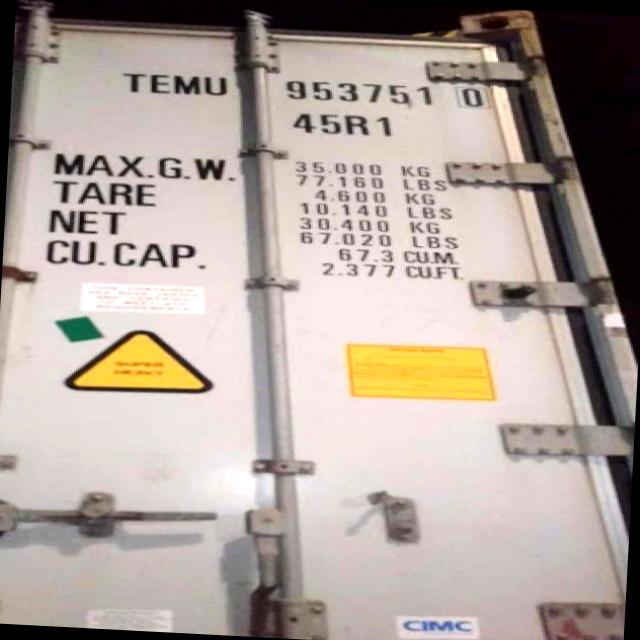 TEMU 953751 0
45R1
MAX.G.W. 35.000 KG
77.160 LBS
TARE 4.600 KG
10.140 LBS
NET 30.400 KG
67.020 LBS
CU.CAP. 67.3 CU.M.
2.377 CU.FT.
SUPER
HEAVY
CIMC